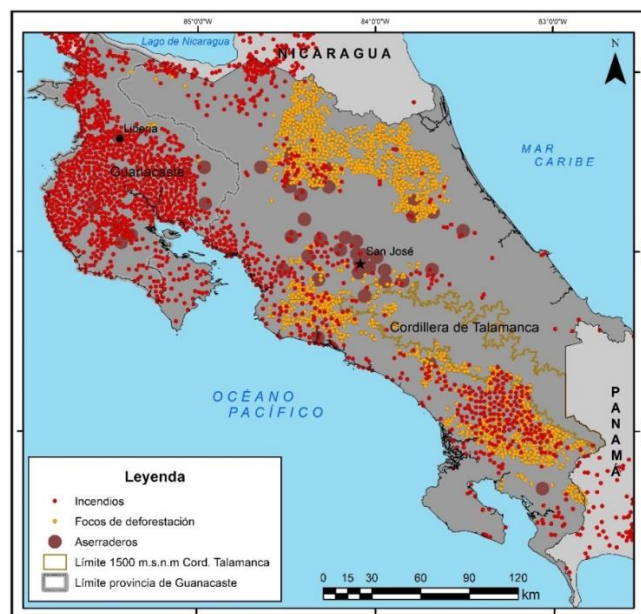 85°0'0"W
84°0'0"W
83°0'0"W
Lago de Nicaragua
NICARAGUA
N
Liberia
MAR
CARIBE
Guanacaste
San José
Cordillera de Talamanca
OCÉANO
PACÍFICO
PANAMÁ
Leyenda
Incendios
Focos de deforestación
Aserraderos
Límite 1500 m.s.n.m Cord. Talamanca
Límite provincia de Guanacaste
0 15 30 60 90 120
km